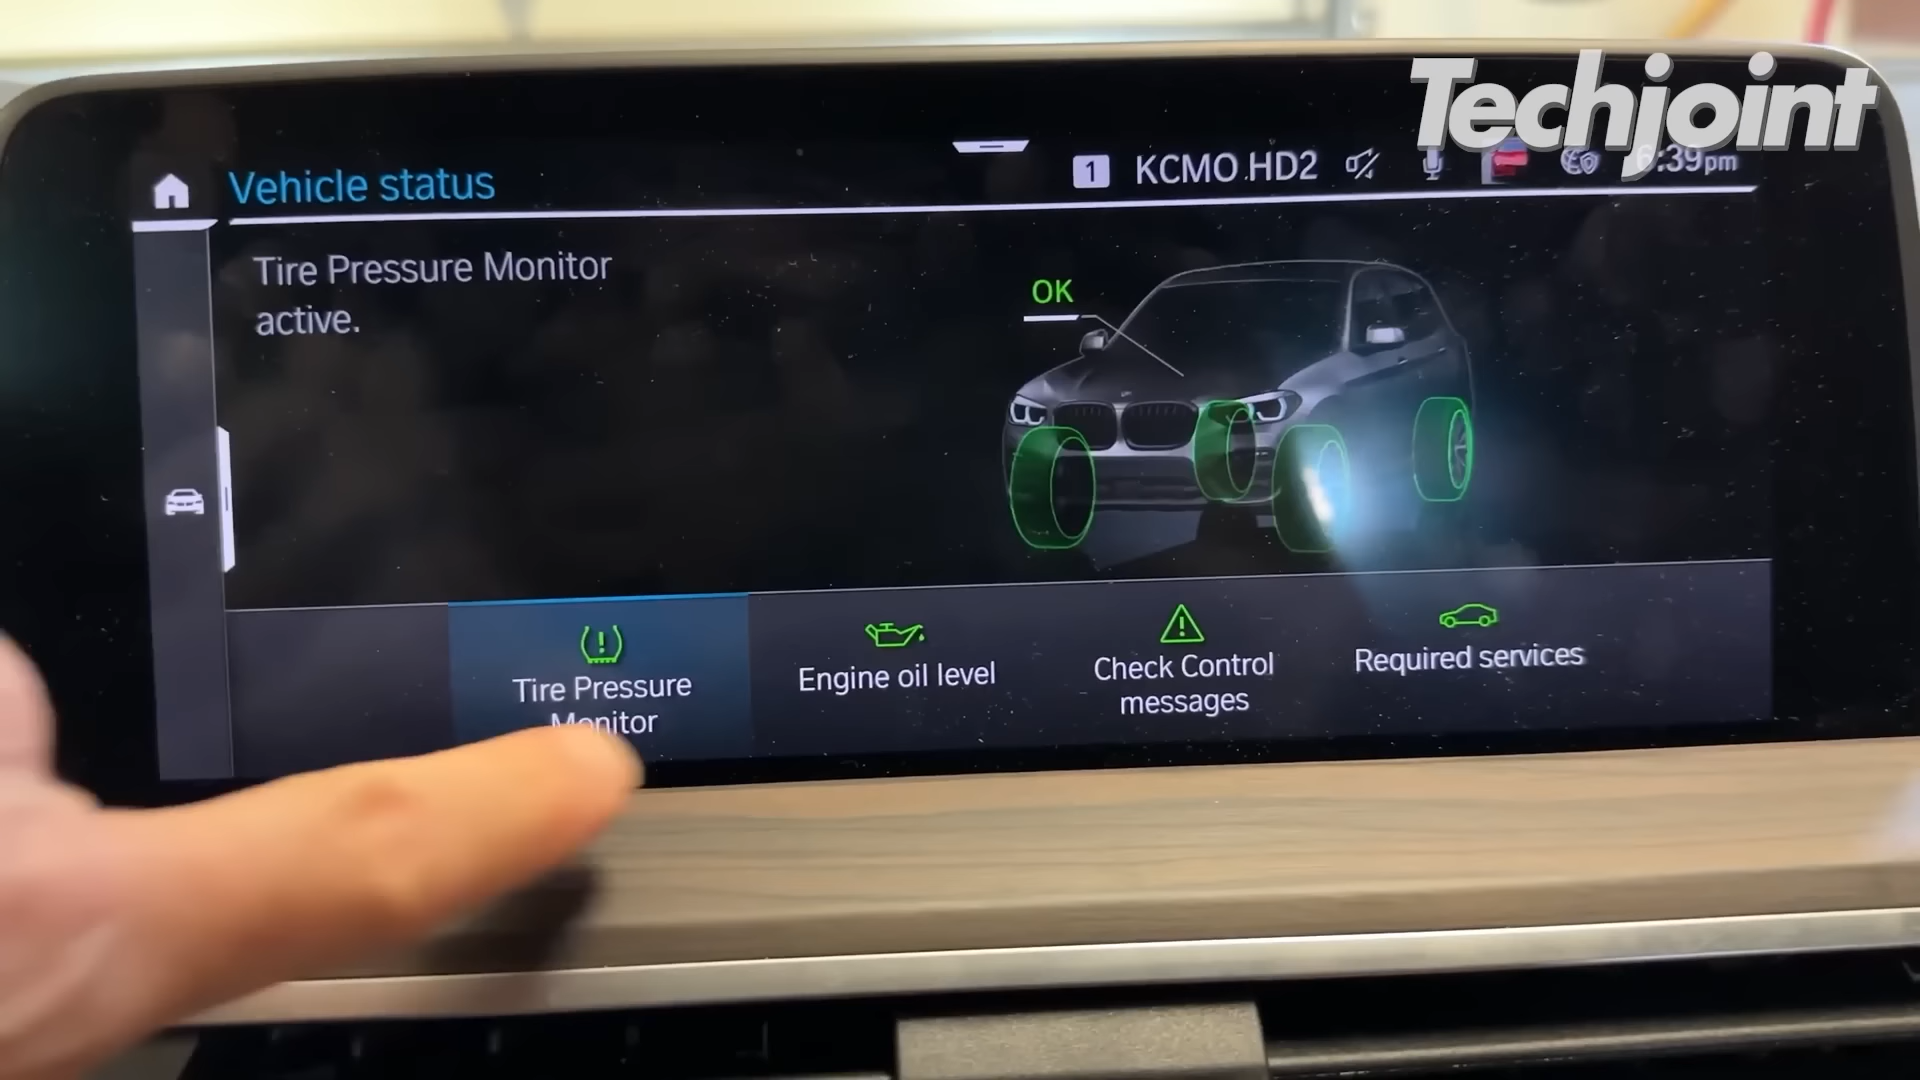 Techjoint
Vehicle status
1 KCMO HD2
:39pm
Tire Pressure Monitor
active.
OK
Tire Pressure
Monitor
Engine oil level
Check Control
messages
Required services